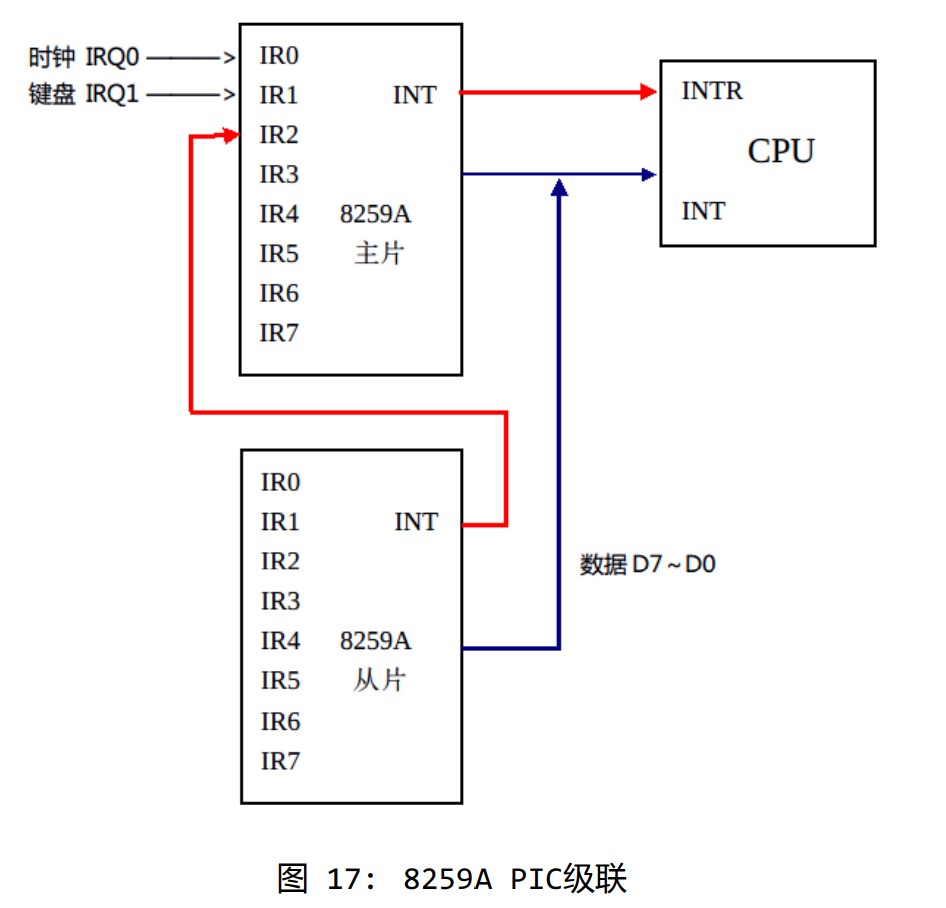 时钟 IRQ0
键盘 IRQ1
IR0
IR1 INT
IR2
IR3
IR4 8259A
IR5 主片
IR6
IR7
INTR
CPU
INT
IR0
IR1 INT
IR2
IR3
IR4 8259A
IR5 从片
IR6
IR7
数据 D7~D0
图 17: 8259A PIC级联